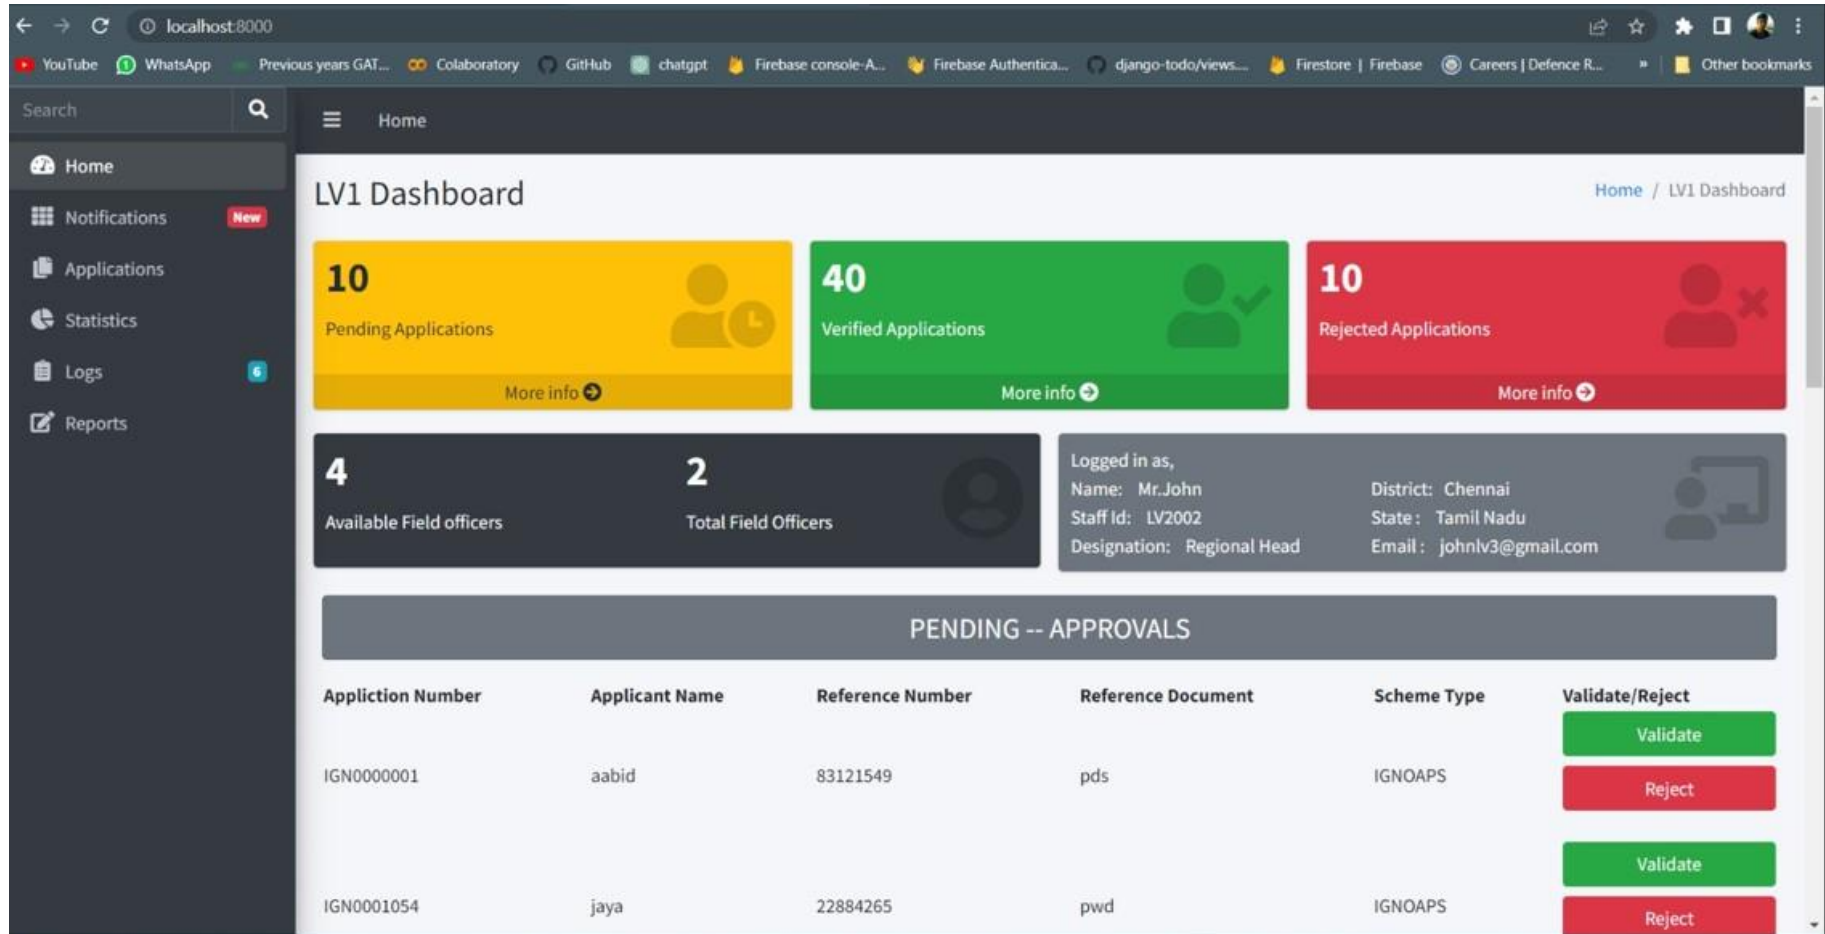 localhost:8000
YouTube WhatsApp Previous years GAT... Colaboratory GitHub chatgpt Firebase console-A... Firebase Authentica... django-todo/views.... Firestore | Firebase Careers | Defence R... » Other bookmarks
Search
Home
Home
Notifications New
Applications
Statistics
Logs 6
Reports
LV1 Dashboard
Home / LV1 Dashboard
10
Pending Applications
More info
40
Verified Applications
More info
10
Rejected Applications
More info
4
Available Field officers
2
Total Field Officers
Logged in as,
Name: Mr.John District: Chennai
Staff Id: LV2002 State : Tamil Nadu
Designation: Regional Head Email : johnlv3@gmail.com
PENDING -- APPROVALS
Appliction Number Applicant Name Reference Number Reference Document Scheme Type Validate/Reject
Validate
IGN0000001 aabid 83121549 pds IGNOAPS
Reject
Validate
IGN0001054 jaya 22884265 pwd IGNOAPS
Reject